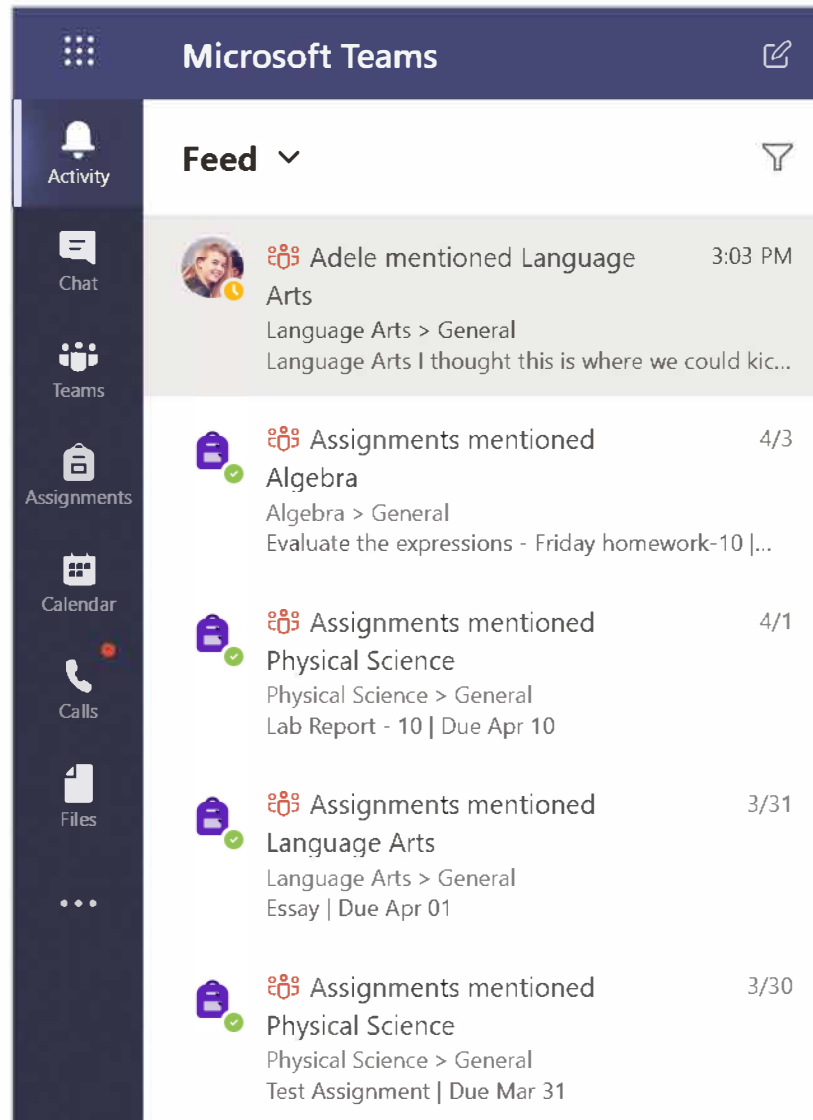 Microsoft Teams
Activity
Chat
Teams
Assignments
Calendar
Calls
Files
Feed
Adele mentioned Language 3:03 PM
Arts
Language Arts > General
Language Arts I thought this is where we could kic...
Assignments mentioned 4/3
Algebra
Algebra > General
Evaluate the expressions - Friday homework-10 |...
Assignments mentioned 4/1
Physical Science
Physical Science > General
Lab Report - 10 | Due Apr 10
Assignments mentioned 3/31
Language Arts
Language Arts > General
Essay | Due Apr 01
Assignments mentioned 3/30
Physical Science
Physical Science > General
Test Assignment | Due Mar 31